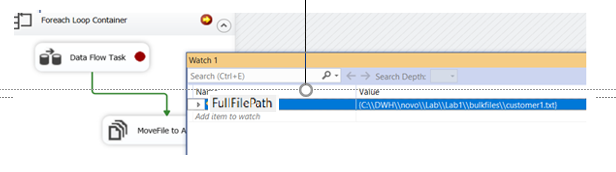 Foreach Loop Container
Data Flow Task
Watch 1
Search (Ctrl+E)
Search Depth:
Name
Value
FullFilePath
{C:\\DWH\\novo\\Lab\\Lab1\\bulkfiles\\customer1.txt}
Add item to watch
MoveFile to A